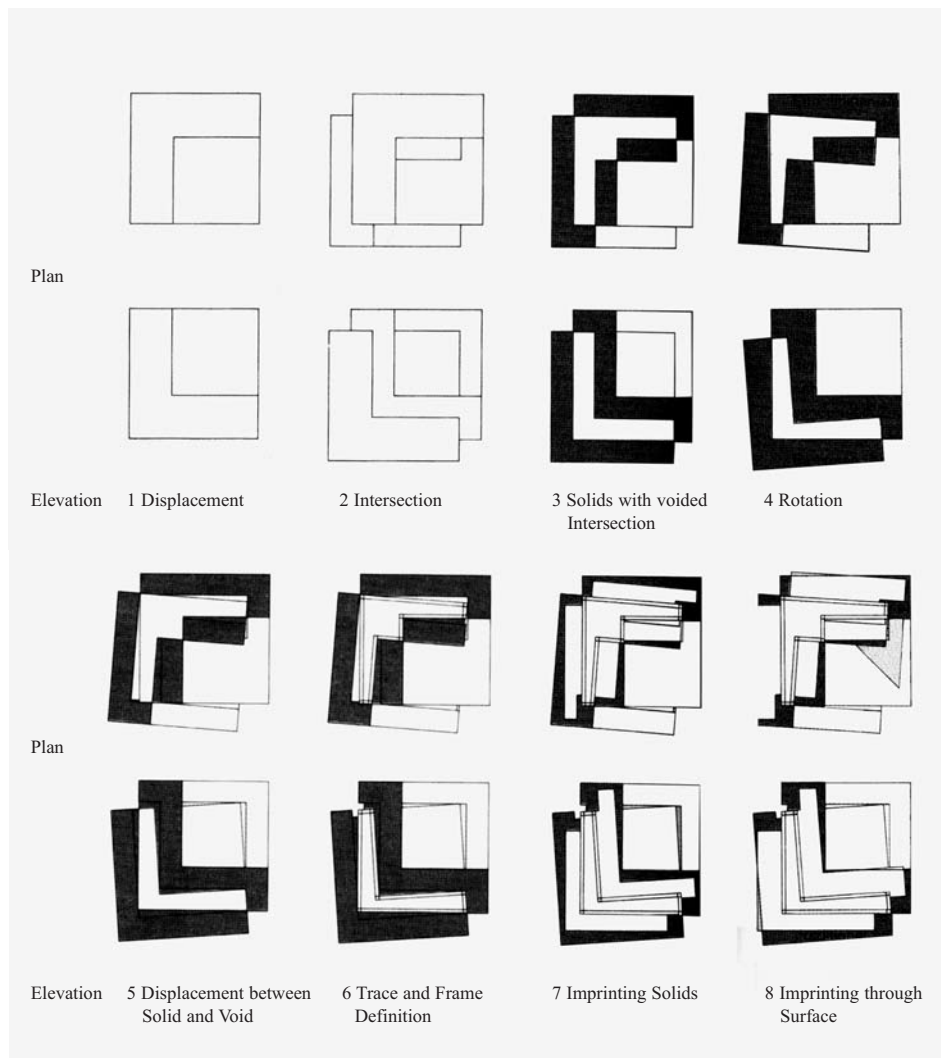 Plan
Elevation 1 Displacement 2 Intersection 3 Solids with voided 4 Rotation
Intersection
Plan
Elevation 5 Displacement between 6 Trace and Frame 7 Imprinting Solids 8 Imprinting through
Solid and Void Definition Surface